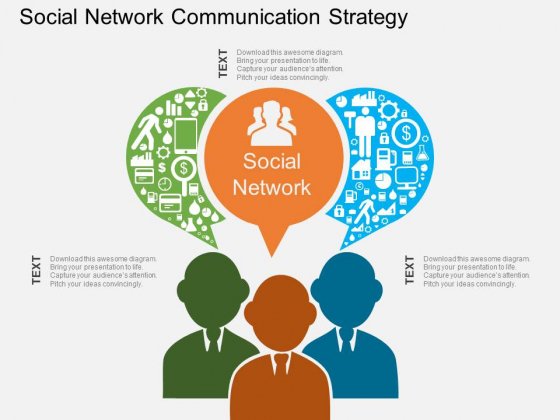 Social Network Communication Strategy
TEXT
Download this awesome diagram.
Bring your presentation to life.
Capture your audience's attention.
Pitch your ideas convincingly.
$
$
Social
Network
TEXT
Download this awesome diagram.
Bring your presentation to life.
Capture your audience's attention.
Pitch your ideas convincingly.
TEXT
Download this awesome diagram.
Bring your presentation to life.
Capture your audience's attention.
Pitch your ideas convincingly.